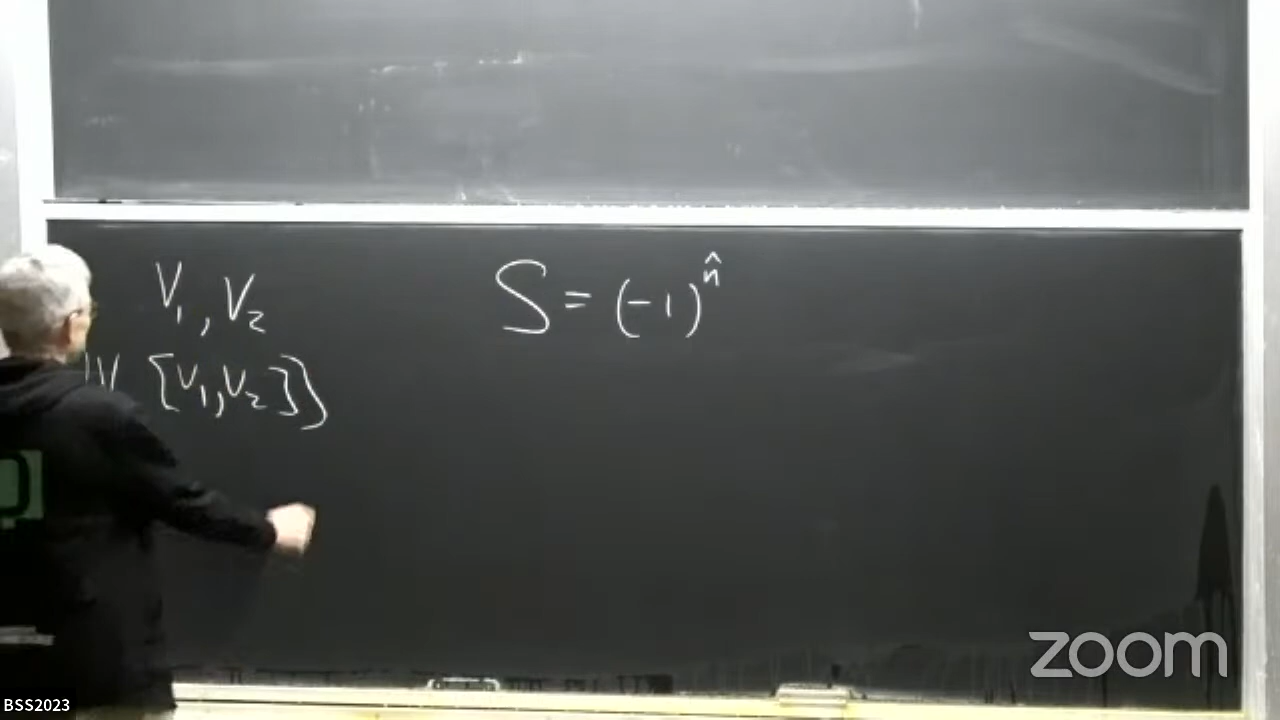 V₁, V₂
S = (-1)^n̂
W [V₁, V₂]}
zoom
BSS2023